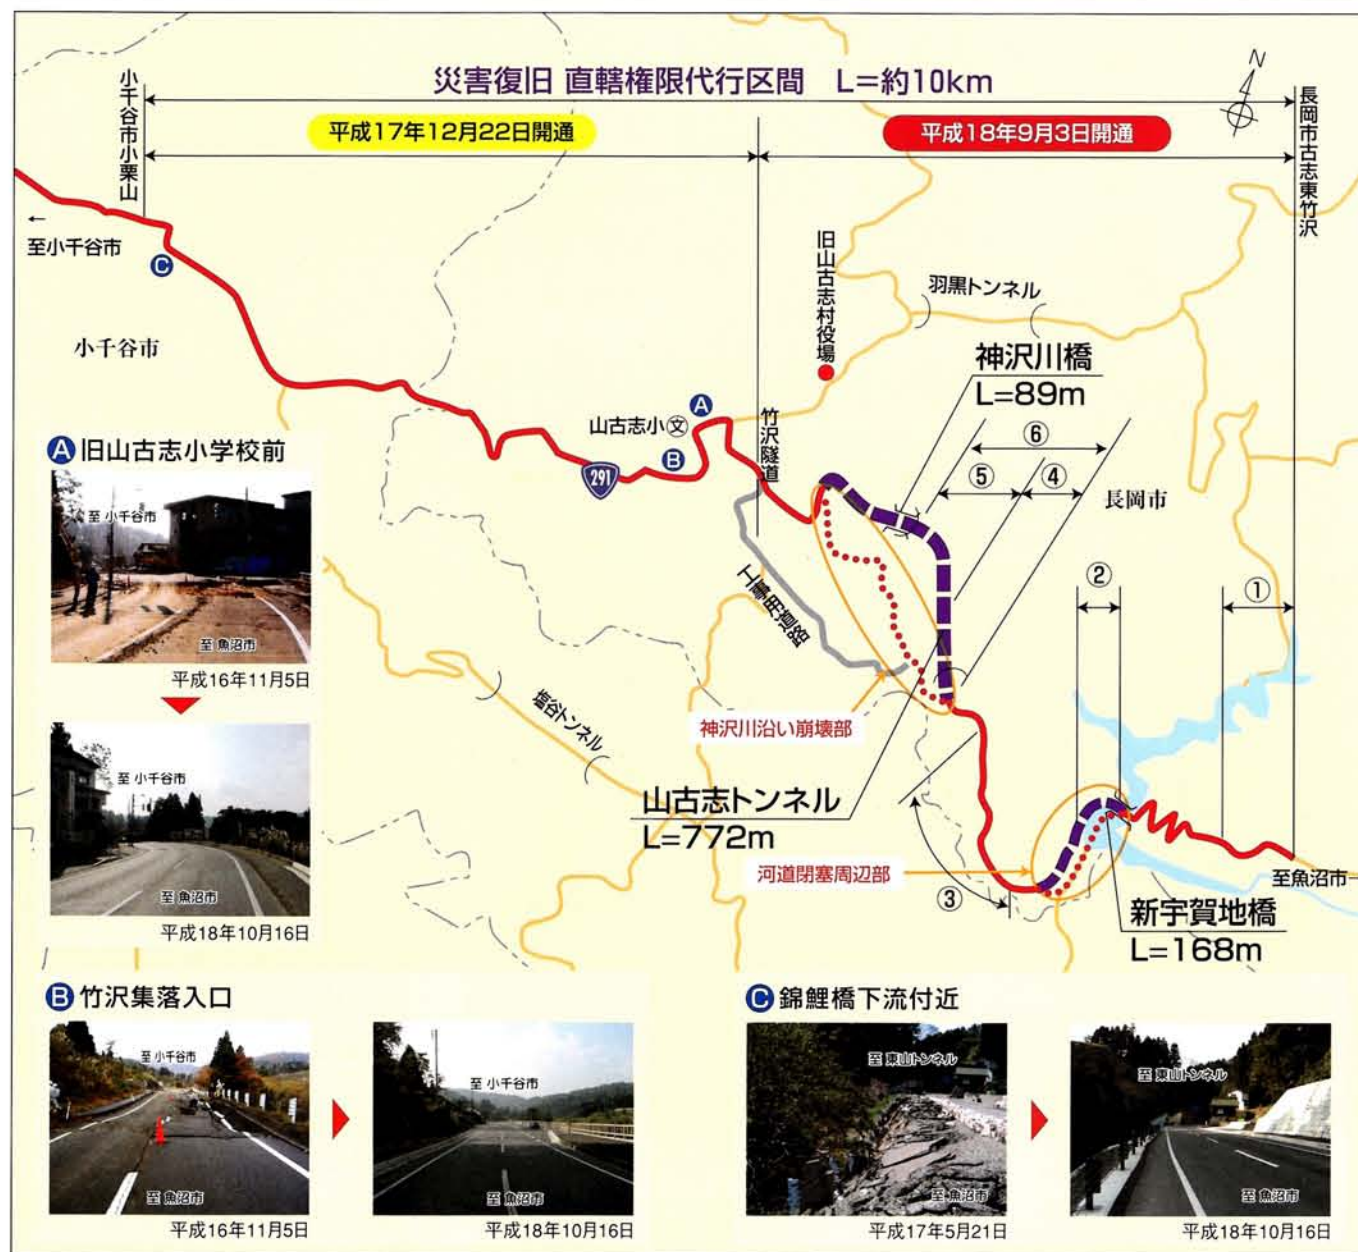 災害復旧 直轄権限代行区間 L=約10km
平成17年12月22日開通
平成18年9月3日開通
N
小千谷市小栗山
長岡市古志東竹沢
←
至小千谷市
C
小千谷市
旧山古志村役場
羽黒トンネル
神沢川橋
L=89m
A
山古志小文
B
竹沢隧道
291
⑥
⑤
④
長岡市
②
①
工事用道路
塩谷トンネル
神沢川沿い崩壊部
山古志トンネル
L=772m
河道閉塞周辺部
③
至魚沼市
新宇賀地橋
L=168m
A 旧山古志小学校前
至 小千谷市
至 魚沼市
平成16年11月5日
至 小千谷市
至 魚沼市
平成18年10月16日
B 竹沢集落入口
至 小千谷市
至 魚沼市
平成16年11月5日
至 小千谷市
至 魚沼市
平成18年10月16日
C 錦鯉橋下流付近
至 東山トンネル
至 魚沼市
平成17年5月21日
至 東山トンネル
至 魚沼市
平成18年10月16日